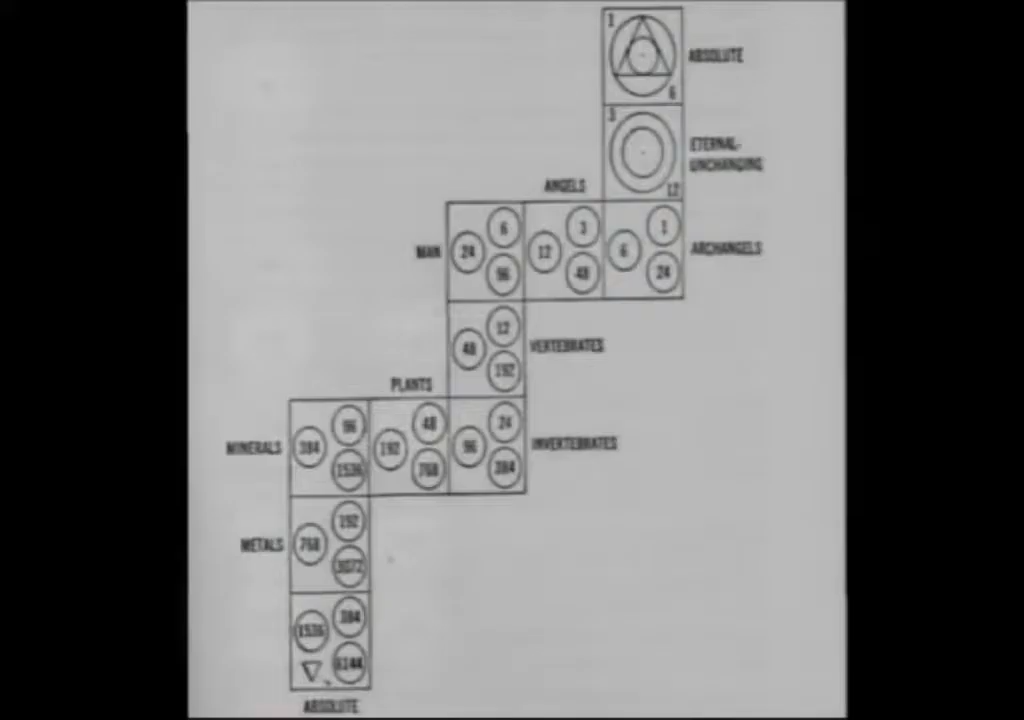 1
6
ABSOLUTE
3
12
ETERNAL-
UNCHANGING
ANGELS
MAN
24
6
96
12
3
48
6
1
24
ARCHANGELS
48
12
192
VERTEBRATES
PLANTS
MINERALS
384
96
1536
192
48
768
96
24
384
INVERTEBRATES
METALS
768
192
3072
1536
384
6144
ABSOLUTE